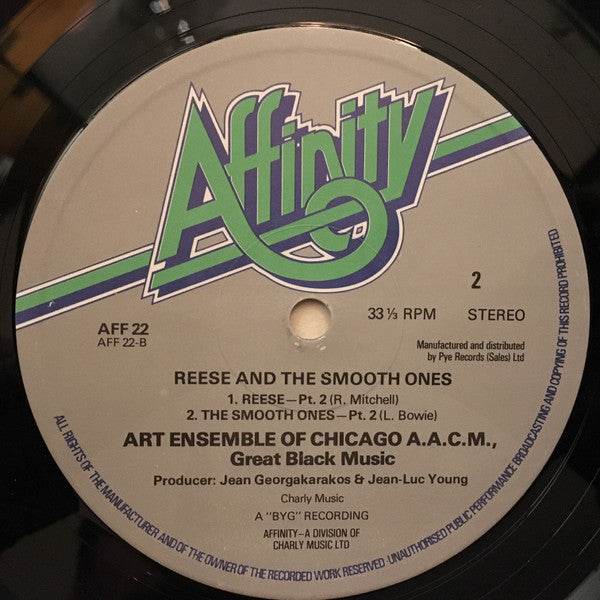 Affinity
AFF 22
AFF 22-B
33 ⅓ RPM
2
STEREO
Manufactured and distributed
by Pye Records (Sales) Ltd
REESE AND THE SMOOTH ONES
1. REESE—Pt. 2 (R. Mitchell)
2. THE SMOOTH ONES—Pt. 2 (L. Bowie)
ART ENSEMBLE OF CHICAGO A.A.C.M.,
Great Black Music
Producer: Jean Georgakarakos & Jean-Luc Young
Charly Music
A "BYG" RECORDING
AFFINITY—A DIVISION OF
CHARLY MUSIC LTD
ALL RIGHTS OF THE MANUFACTURER AND OF THE OWNER OF THE RECORDED WORK RESERVED · UNAUTHORISED PUBLIC PERFORMANCE BROADCASTING AND COPYING OF THIS RECORD PROHIBITED